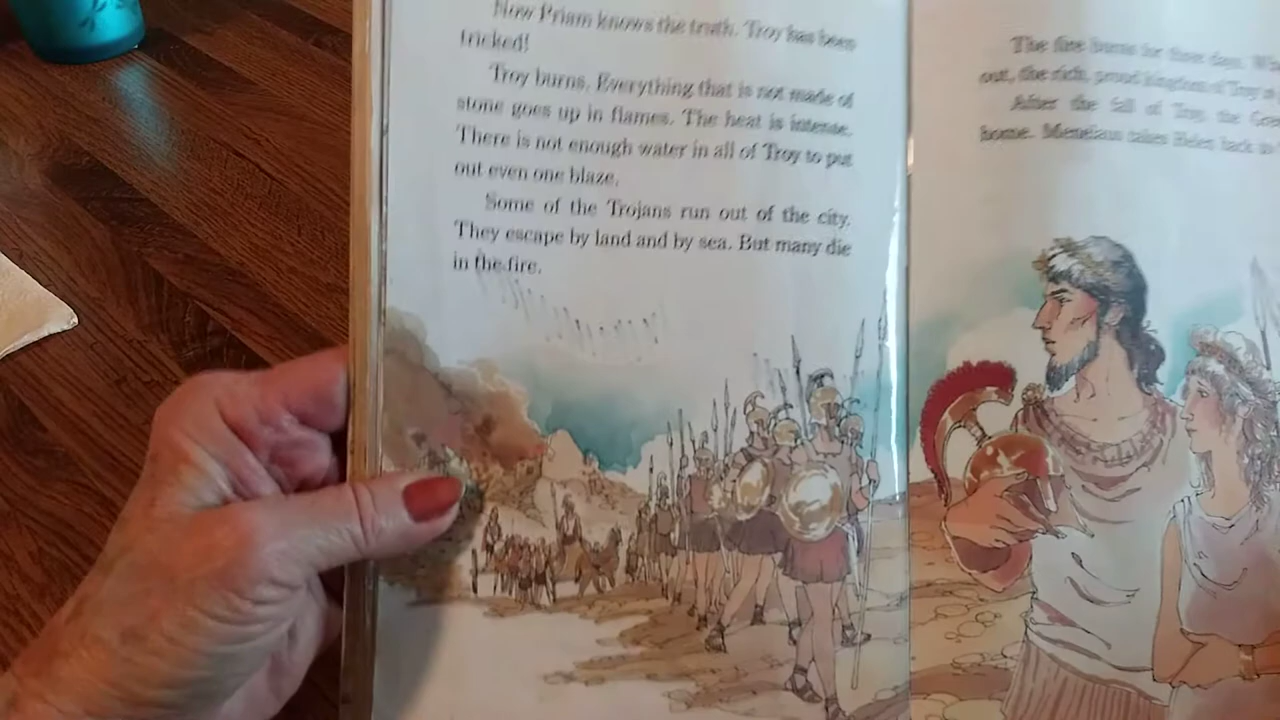 Now Priam knows the truth. Troy has been
tricked!
Troy burns. Everything that is not made of
stone goes up in flames. The heat is intense.
There is not enough water in all of Troy to put
out even one blaze.
Some of the Trojans run out of the city.
They escape by land and by sea. But many die
in the fire.
The fire burns for three days.
out, the rich, proud kingdom of Troy
After the fall of Troy, the
home. Menelaus takes Helen back to